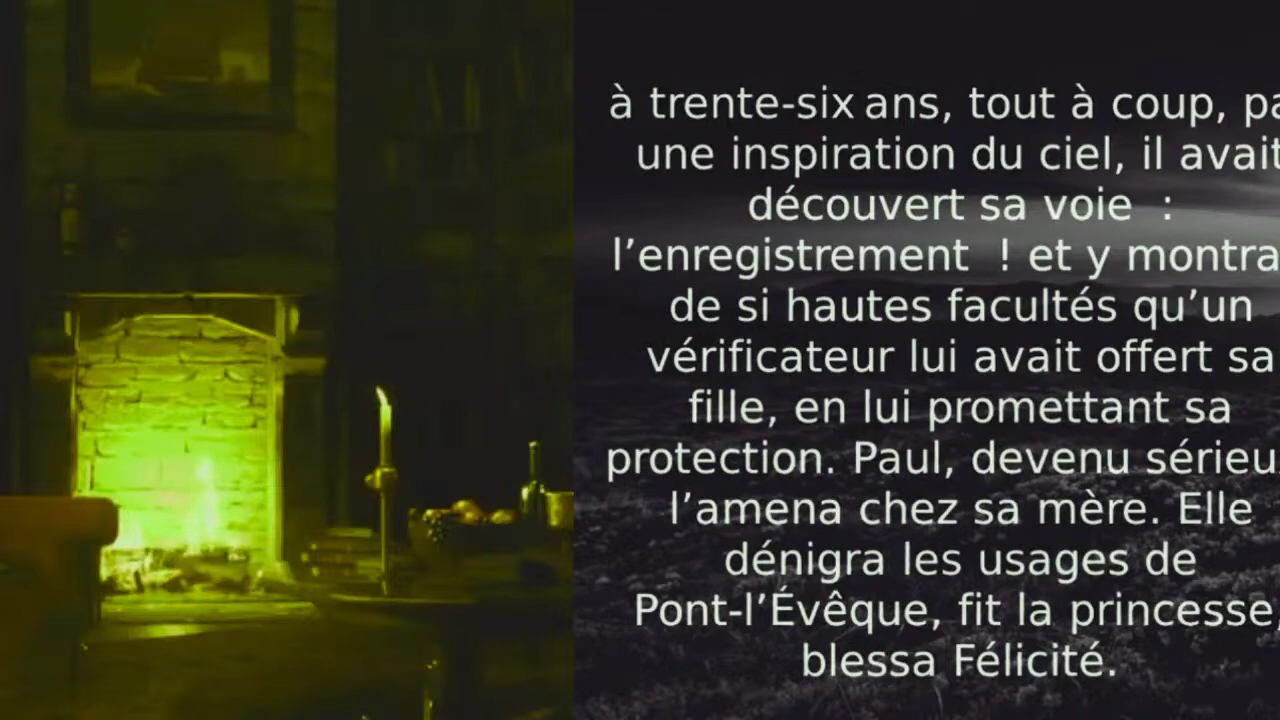 à trente-six ans, tout à coup, pa
une inspiration du ciel, il avait
découvert sa voie :
l’enregistrement ! et y montra
de si hautes facultés qu’un
vérificateur lui avait offert sa
fille, en lui promettant sa
protection. Paul, devenu sérieu
l’amena chez sa mère. Elle
dénigra les usages de
Pont-l’Évêque, fit la princesse,
blessa Félicité.